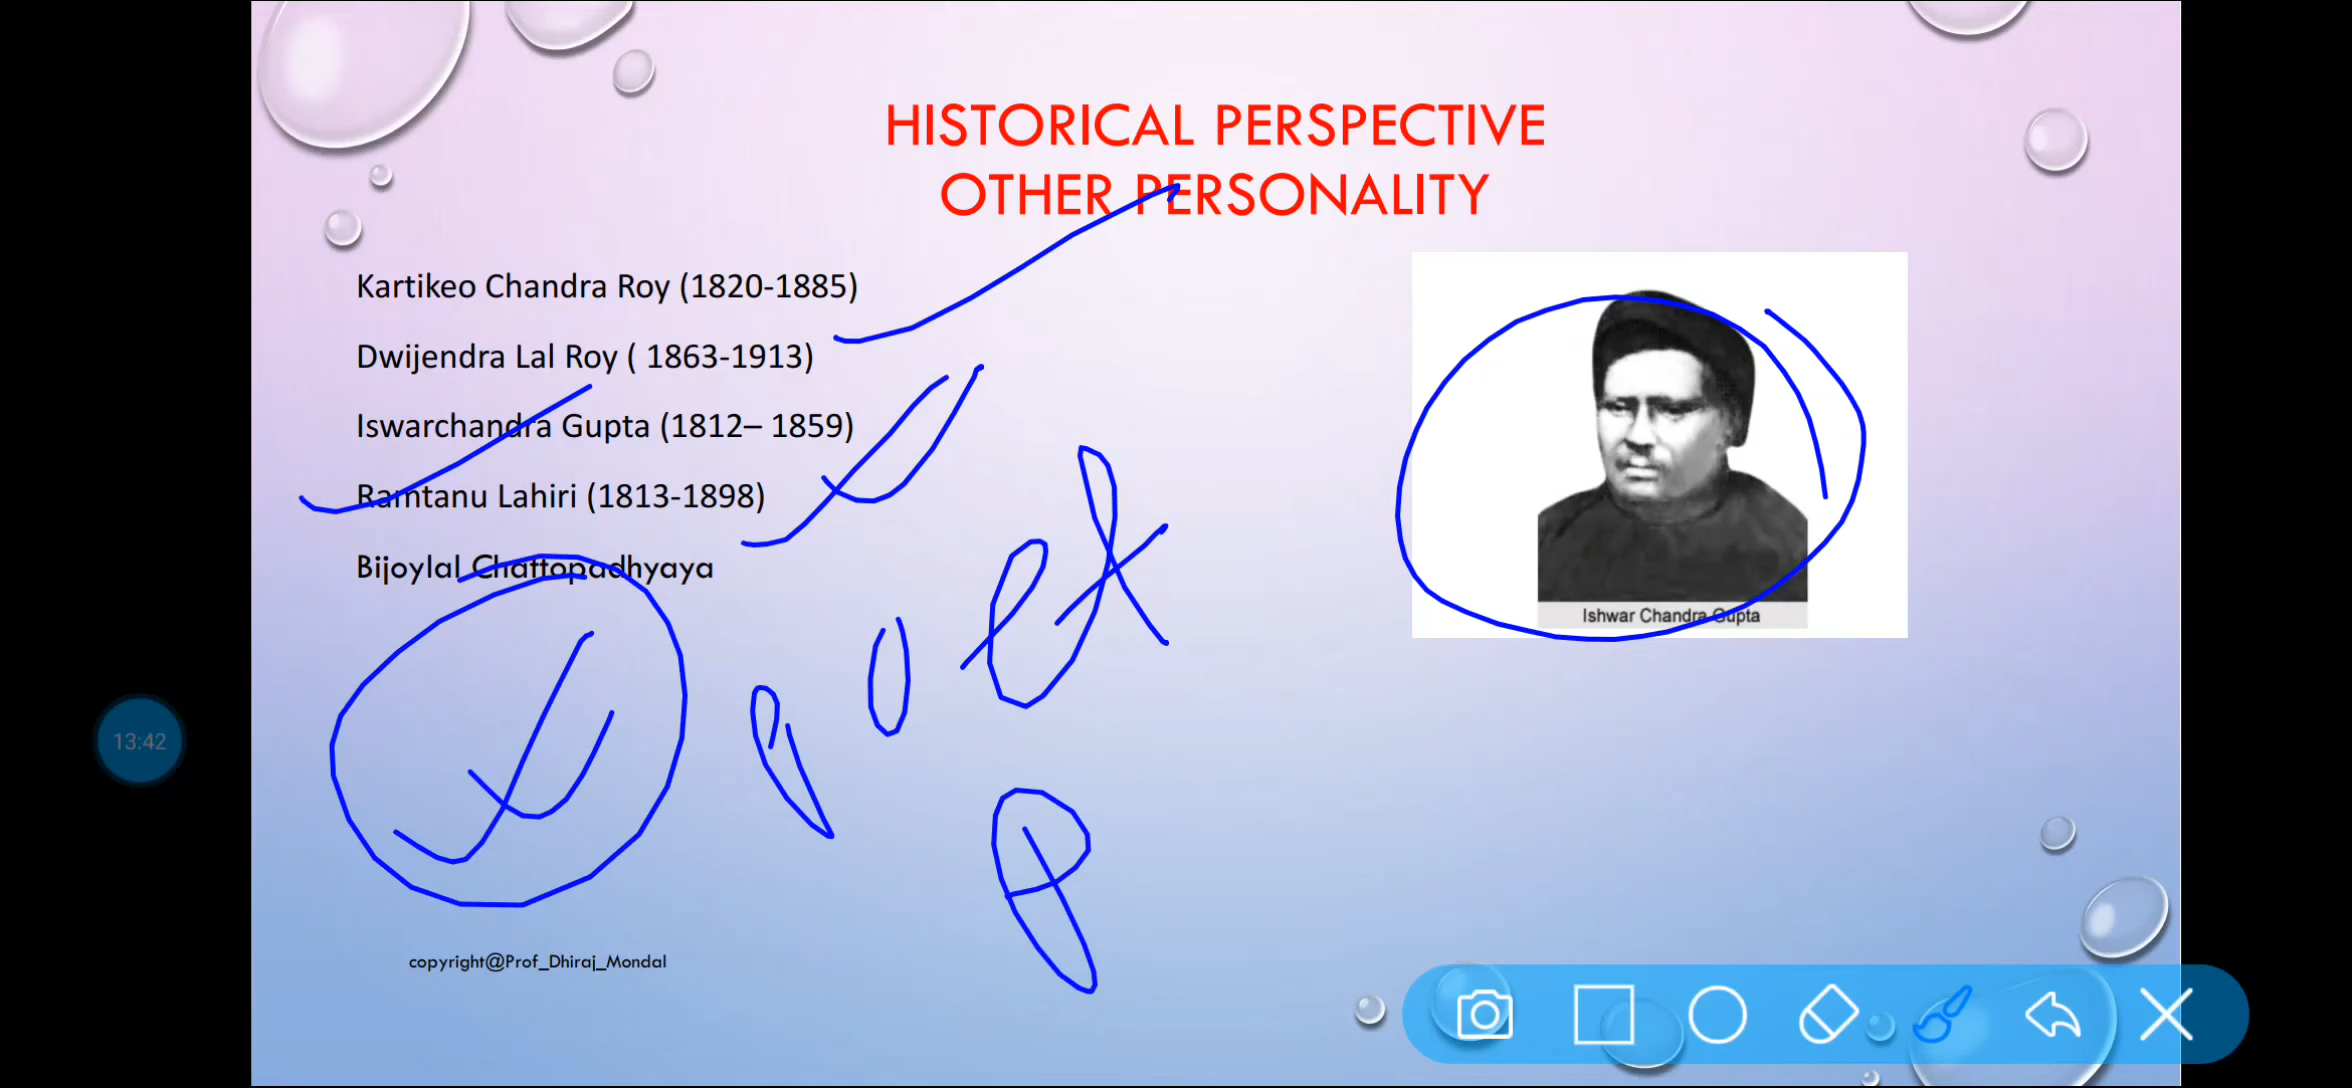 HISTORICAL PERSPECTIVE
OTHER PERSONALITY
Kartikeo Chandra Roy (1820-1885)
Dwijendra Lal Roy ( 1863-1913)
Iswarchandra Gupta (1812– 1859)
Ramtanu Lahiri (1813-1898)
Bijoylal Chattopadhyaya
Ishwar Chandra Gupta
Poet
P
copyright@Prof_Dhiraj_Mondal
13:42